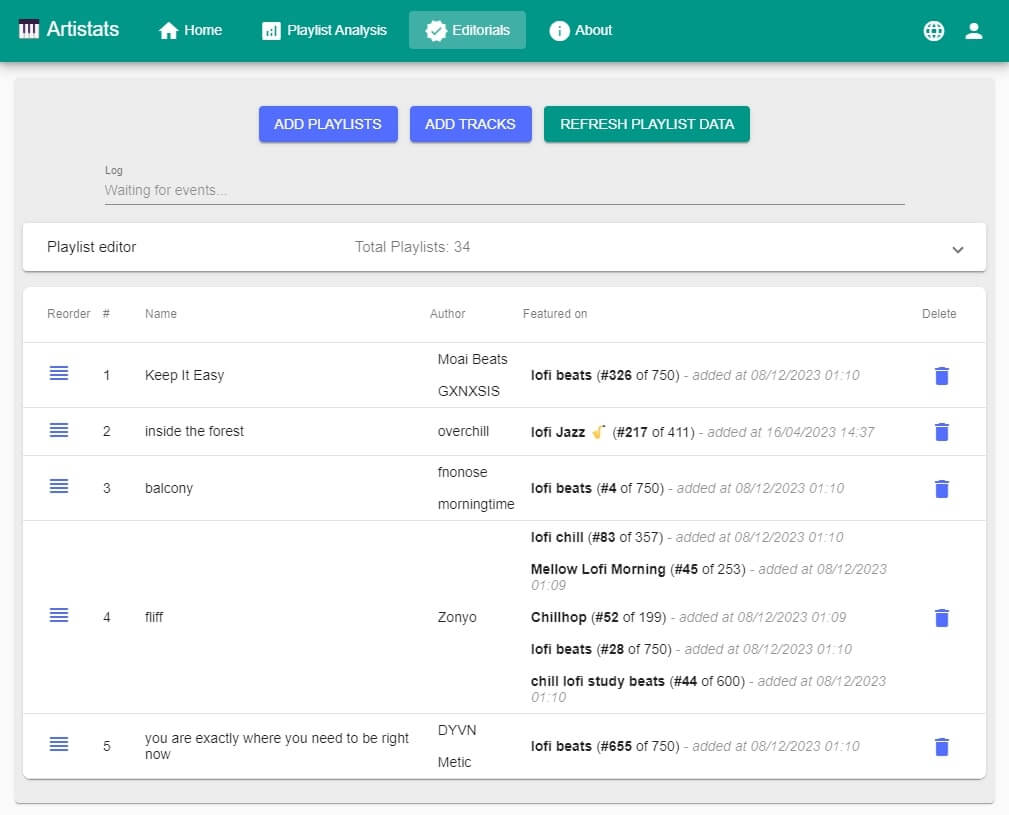 Artistats
Home
Playlist Analysis
Editorials
About
ADD PLAYLISTS
ADD TRACKS
REFRESH PLAYLIST DATA
Log
Waiting for events...
Playlist editor
Total Playlists: 34
Reorder # Name Author Featured on Delete
1 Keep It Easy
Moai Beats
GXNXSIS
lofi beats (#326 of 750) - added at 08/12/2023 01:10
2 inside the forest
overchill
lofi Jazz 🎷 (#217 of 411) - added at 16/04/2023 14:37
3 balcony
fnonose
morningtime
lofi beats (#4 of 750) - added at 08/12/2023 01:10
4 fliff
Zonyo
lofi chill (#83 of 357) - added at 08/12/2023 01:10
Mellow Lofi Morning (#45 of 253) - added at 08/12/2023
01:09
Chillhop (#52 of 199) - added at 08/12/2023 01:09
lofi beats (#28 of 750) - added at 08/12/2023 01:10
chill lofi study beats (#44 of 600) - added at 08/12/2023
01:10
5 you are exactly where you need to be right
now
DYVN
Metic
lofi beats (#655 of 750) - added at 08/12/2023 01:10